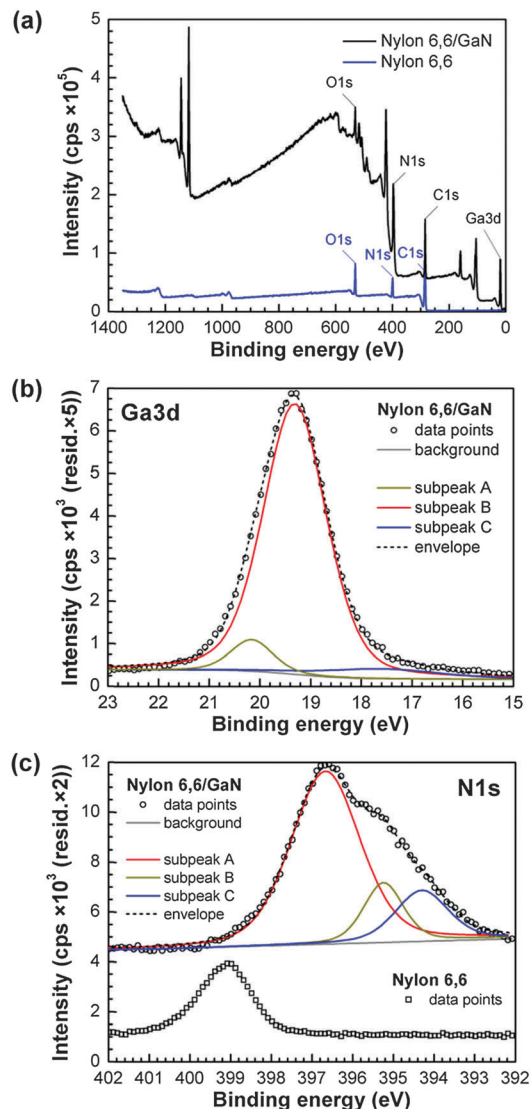 (a)
Nylon 6,6/GaN
Nylon 6,6
O1s
N1s
C1s
Ga3d
O1s
N1s
C1s
Intensity (cps ×10⁵)
5
4
3
2
1
0
1400 1200 1000 800 600 400 200 0
Binding energy (eV)
(b)
Ga3d
Nylon 6,6/GaN
data points
background
subpeak A
subpeak B
subpeak C
envelope
Intensity (cps ×10³ (resid.×5))
7
6
5
4
3
2
1
0
23 22 21 20 19 18 17 16 15
Binding energy (eV)
(c)
N1s
Nylon 6,6/GaN
data points
background
subpeak A
subpeak B
subpeak C
envelope
Nylon 6,6
data points
Intensity (cps ×10³ (resid.×2))
12
10
8
6
4
2
0
402 401 400 399 398 397 396 395 394 393 392
Binding energy (eV)